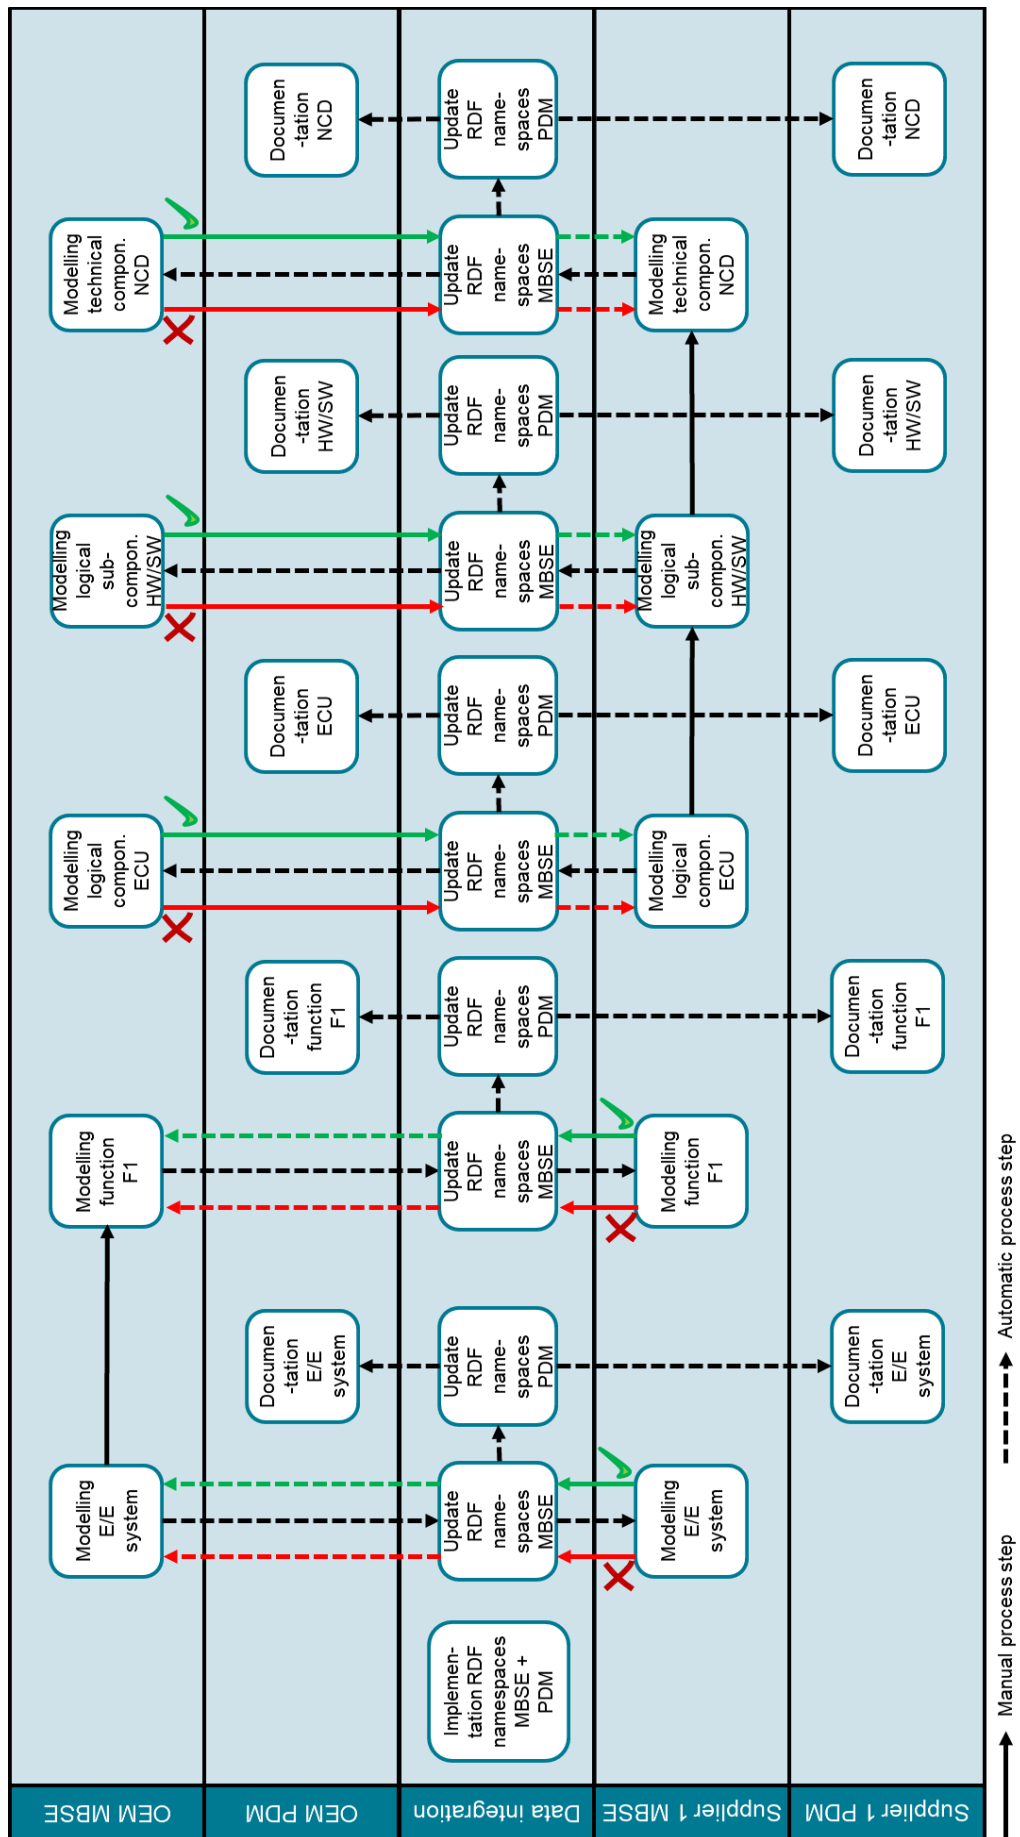 OEM MBSE
Modelling
E/E
system
Modelling
function
F1
Modelling
logical
compon.
ECU
Modelling
logical
sub-
compon.
HW/SW
Modelling
technical
compon.
NCD
OEM PDM
Documen
-tation
E/E
system
Documen
-tation
function
F1
Documen
-tation
ECU
Documen
-tation
HW/SW
Documen
-tation
NCD
Data integration
Implemen-
tation RDF
namespaces
MBSE +
PDM
Update
RDF
name-
spaces
MBSE
Update
RDF
name-
spaces
PDM
Update
RDF
name-
spaces
MBSE
Update
RDF
name-
spaces
PDM
Update
RDF
name-
spaces
MBSE
Update
RDF
name-
spaces
PDM
Update
RDF
name-
spaces
MBSE
Update
RDF
name-
spaces
PDM
Update
RDF
name-
spaces
MBSE
Update
RDF
name-
spaces
PDM
Supplier 1 MBSE
Modelling
E/E
system
Modelling
function
F1
Modelling
logical
compon.
ECU
Modelling
logical
sub-
compon.
HW/SW
Modelling
technical
compon.
NCD
Supplier 1 PDM
Documen
-tation
E/E
system
Documen
-tation
function
F1
Documen
-tation
ECU
Documen
-tation
HW/SW
Documen
-tation
NCD
Manual process step
Automatic process step